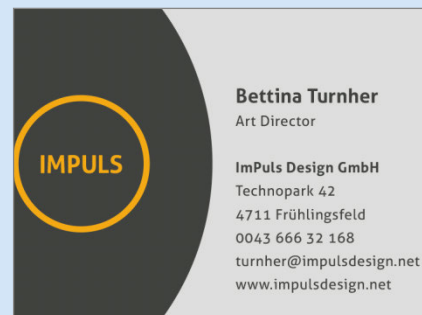 IMPULS
Bettina Turnher
Art Director
ImPuls Design GmbH
Technopark 42
4711 Frühlingsfeld
0043 666 32 168
turnher@impulsdesign.net
www.impulsdesign.net